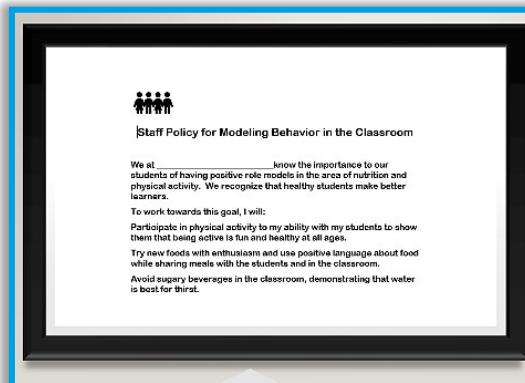 Staff Policy for Modeling Behavior in the Classroom
We at ________________________know the importance to our
students of having positive role models in the area of nutrition and
physical activity. We recognize that healthy students make better
learners.
To work towards this goal, I will:
Participate in physical activity to my ability with my students to show
them that being active is fun and healthy at all ages.
Try new foods with enthusiasm and use positive language about food
while sharing meals with the students and in the classroom.
Avoid sugary beverages in the classroom, demonstrating that water
is best for thirst.